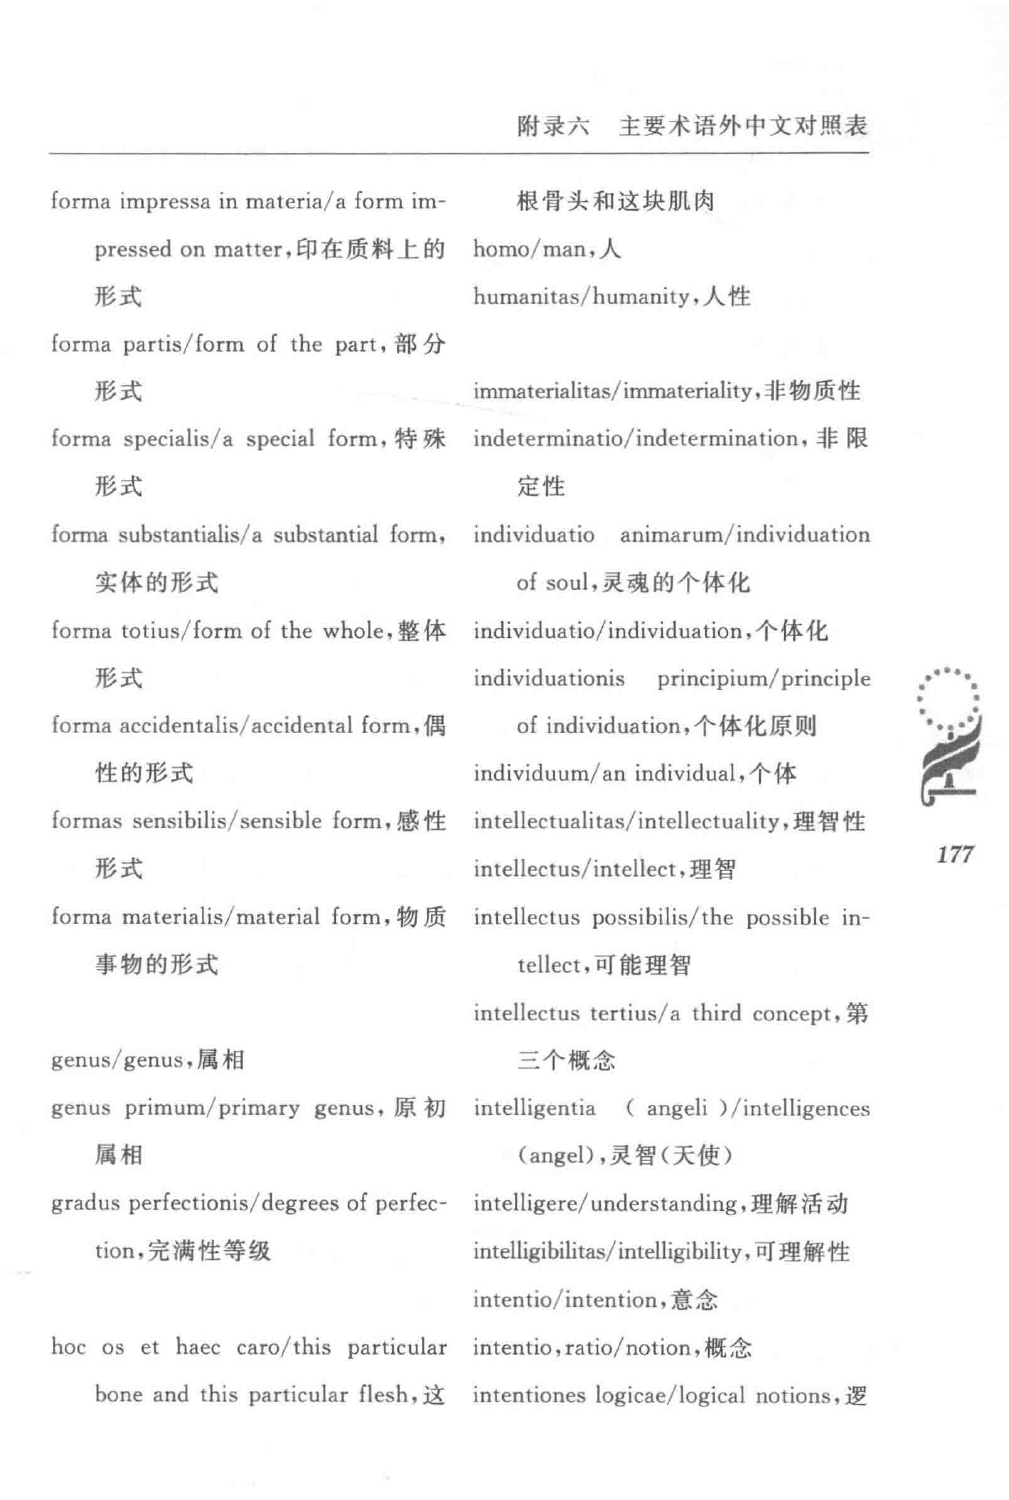 附录六 主要术语外中文对照表
forma impressa in materia/a form im-
pressed on matter,印在质料上的
形式
forma partis/form of the part,部分
形式
forma specialis/a special form,特殊
形式
forma substantialis/a substantial form,
实体的形式
forma totius/form of the whole,整体
形式
forma accidentalis/accidental form,偶
性的形式
formas sensibilis/sensible form,感性
形式
forma materialis/material form,物质
事物的形式
genus/genus,属相
genus primum/primary genus,原初
属相
gradus perfectionis/degrees of perfec-
tion,完满性等级
hoc os et haec caro/this particular
bone and this particular flesh,这
根骨头和这块肌肉
homo/man,人
humanitas/humanity,人性
immaterialitas/immateriality,非物质性
indeterminatio/indetermination,非限
定性
individuatio animarum/individuation
of soul,灵魂的个体化
individuatio/individuation,个体化
individuationis principium/principle
of individuation,个体化原则
individuum/an individual,个体
intellectualitas/intellectuality,理智性
intellectus/intellect,理智
intellectus possibilis/the possible in-
tellect,可能理智
intellectus tertius/a third concept,第
三个概念
intelligentia ( angeli )/intelligences
(angel),灵智(天使)
intelligere/understanding,理解活动
intelligibilitas/intelligibility,可理解性
intentio/intention,意念
intentio,ratio/notion,概念
intentiones logicae/logical notions,逻
177